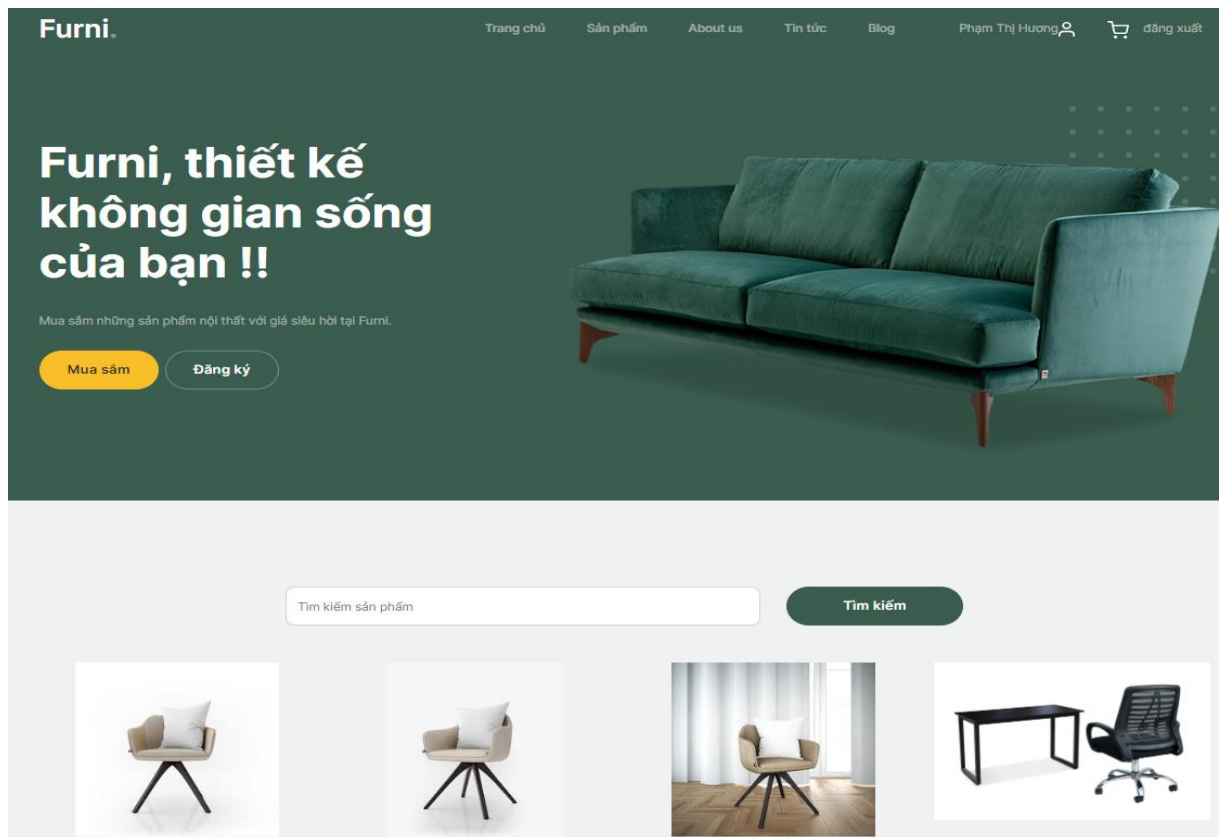 Furni.
Trang chủ Sản phẩm About us Tin tức Blog Phạm Thị Hương đăng xuất
Furni, thiết kế
không gian sống
của bạn !!
Mua sắm những sản phẩm nội thất với giá siêu hời tại Furni.
Mua sắm Đăng ký
Tìm kiếm sản phẩm Tìm kiếm